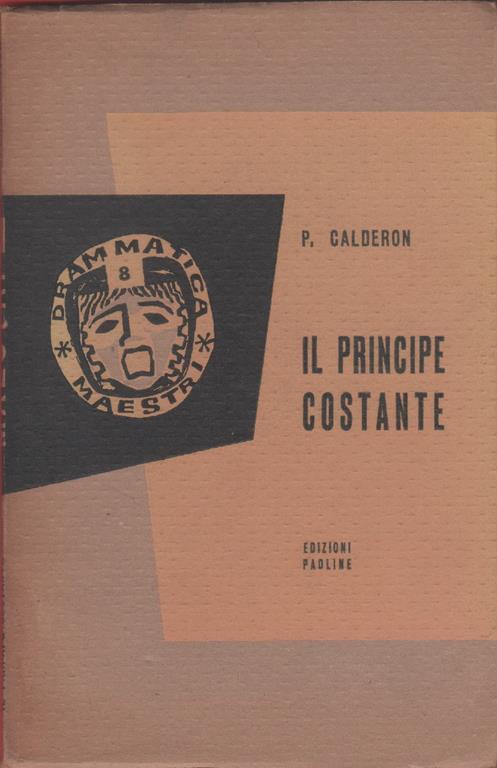 DRAMMATICA
8
* MAESTRI *
P. CALDERON
IL PRINCIPE
COSTANTE
EDIZIONI
PAOLINE